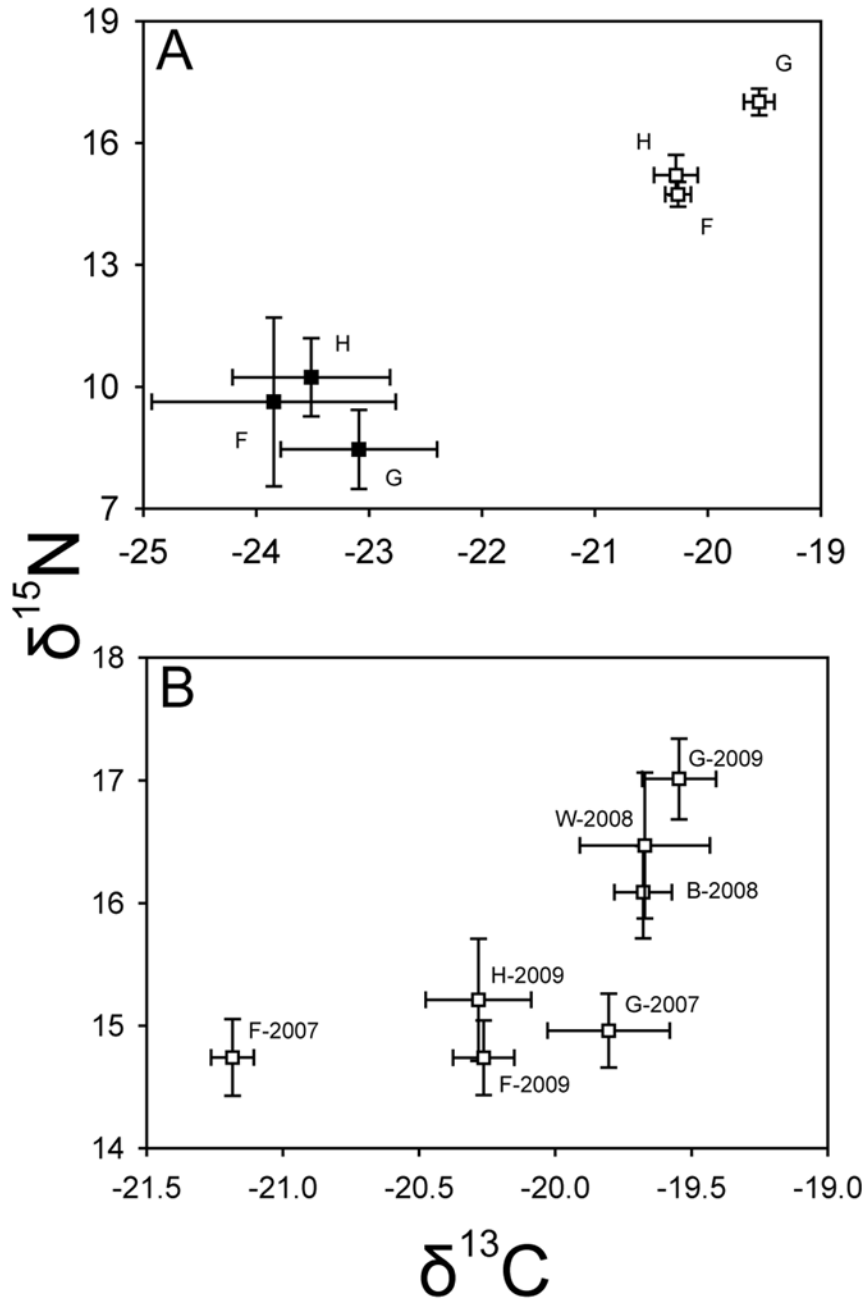 A
19
16
13
10
7
G
H
F
H
F
G
-25 -24 -23 -22 -21 -20 -19
δ¹⁵N
B
18
17
16
15
14
G-2009
W-2008
B-2008
H-2009
G-2007
F-2007
F-2009
-21.5 -21.0 -20.5 -20.0 -19.5 -19.0
δ¹³C